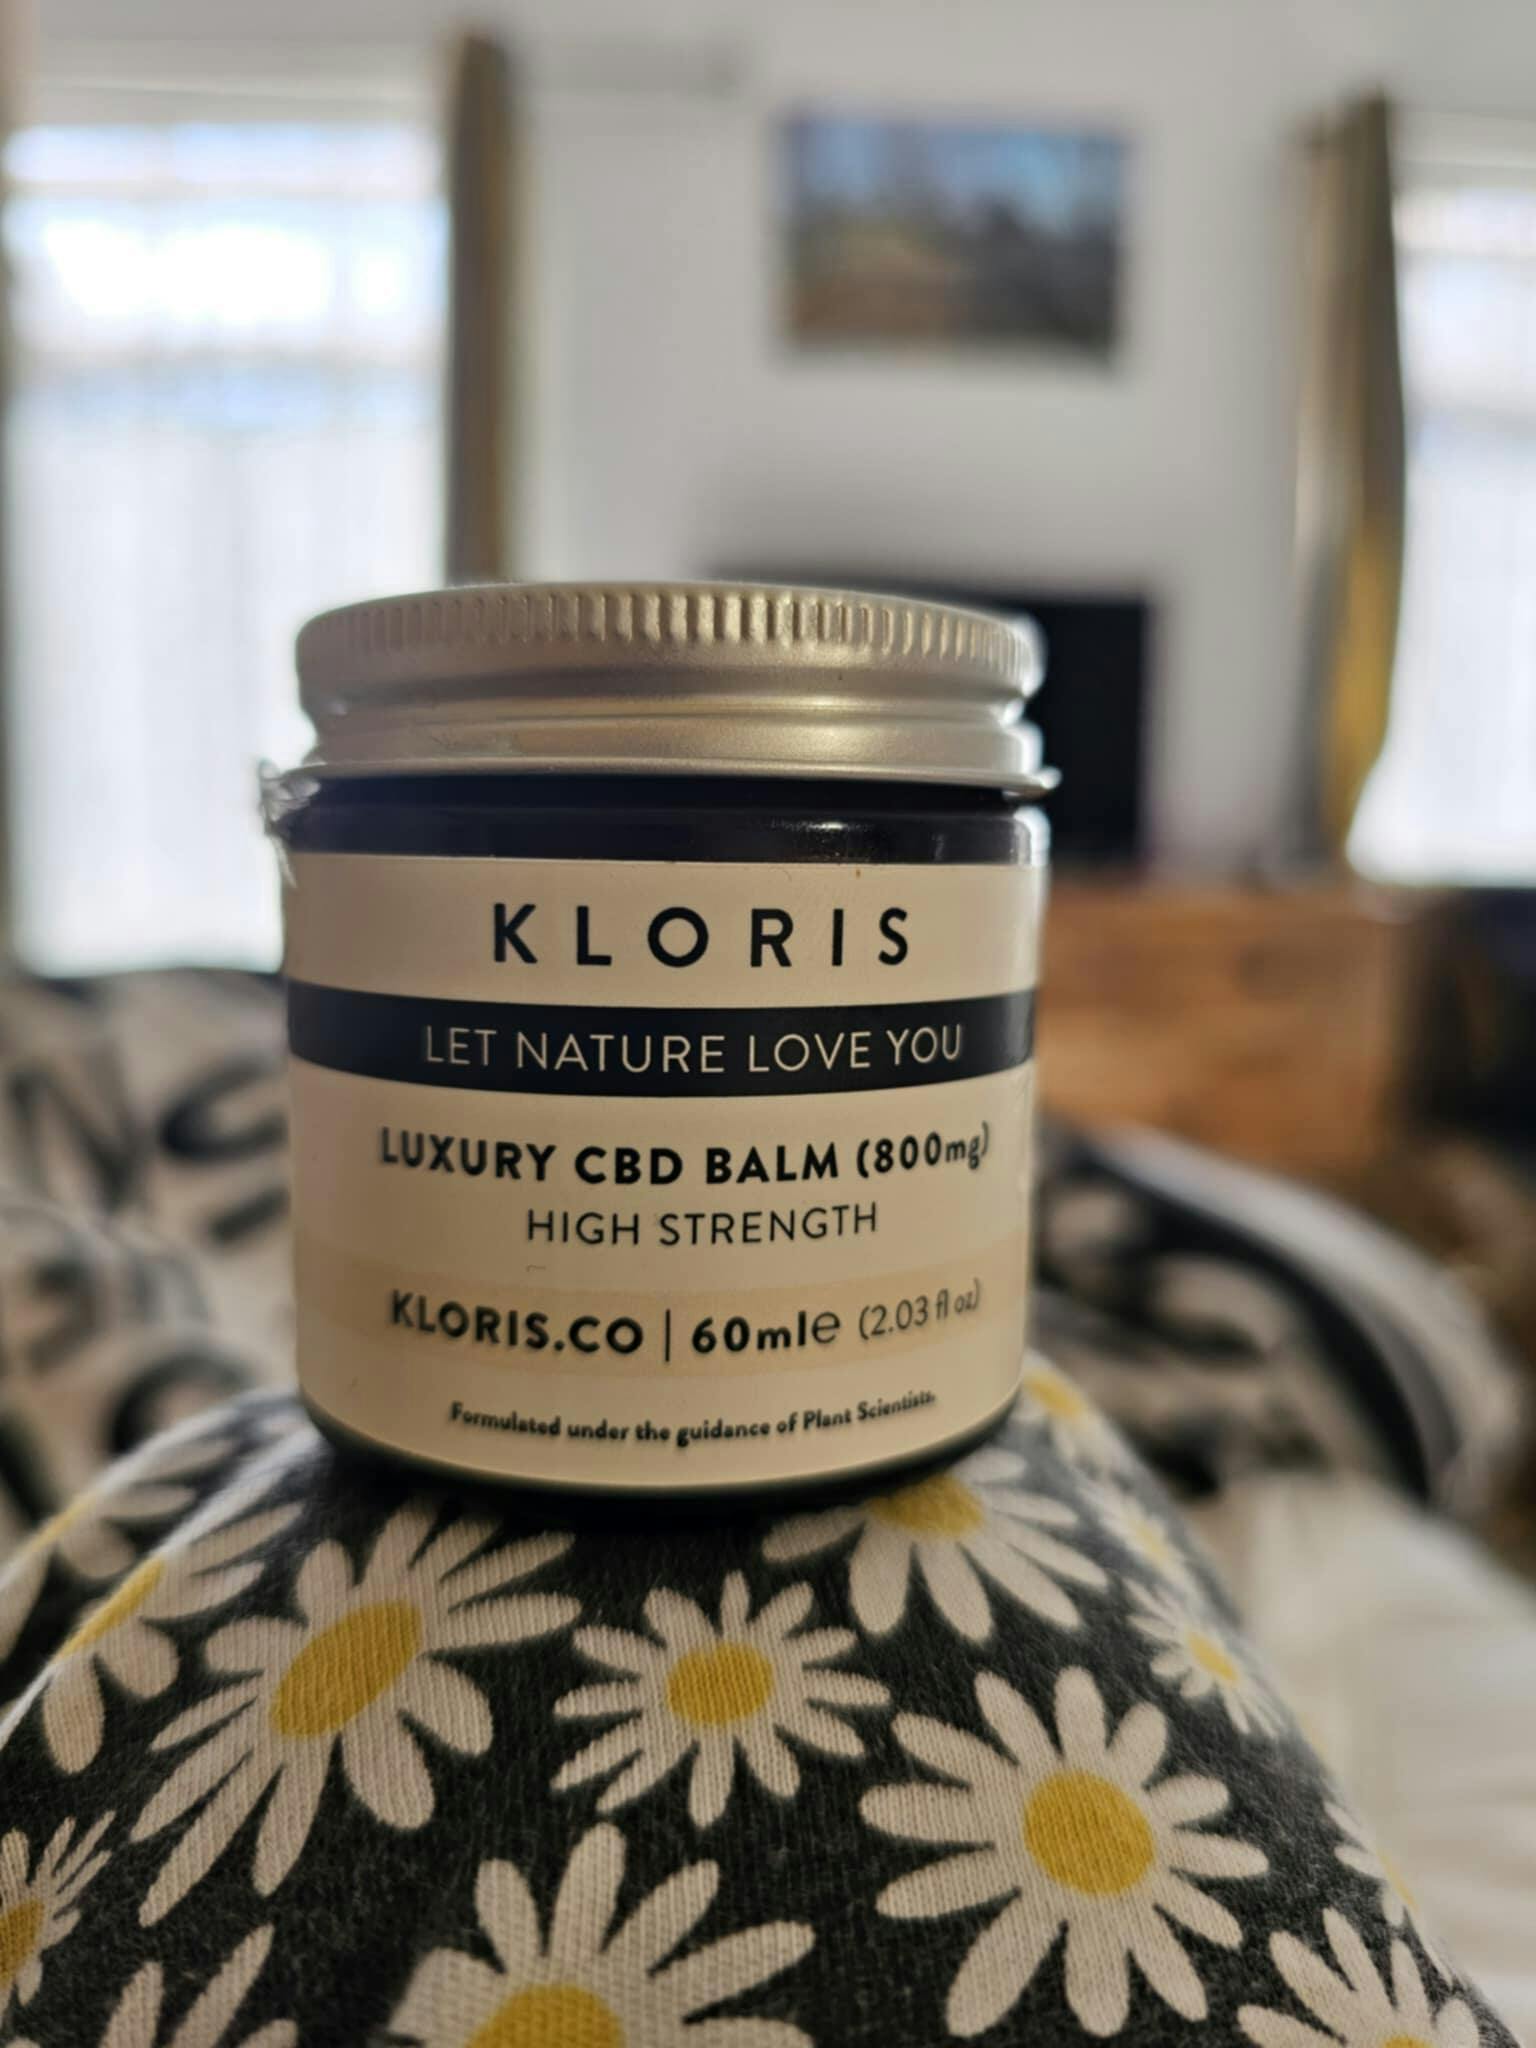 KLORIS
LET NATURE LOVE YOU
LUXURY CBD BALM (800mg)
HIGH STRENGTH
KLORIS.CO | 60ml℮ (2.03 fl oz)
Formulated under the guidance of Plant Scientists.